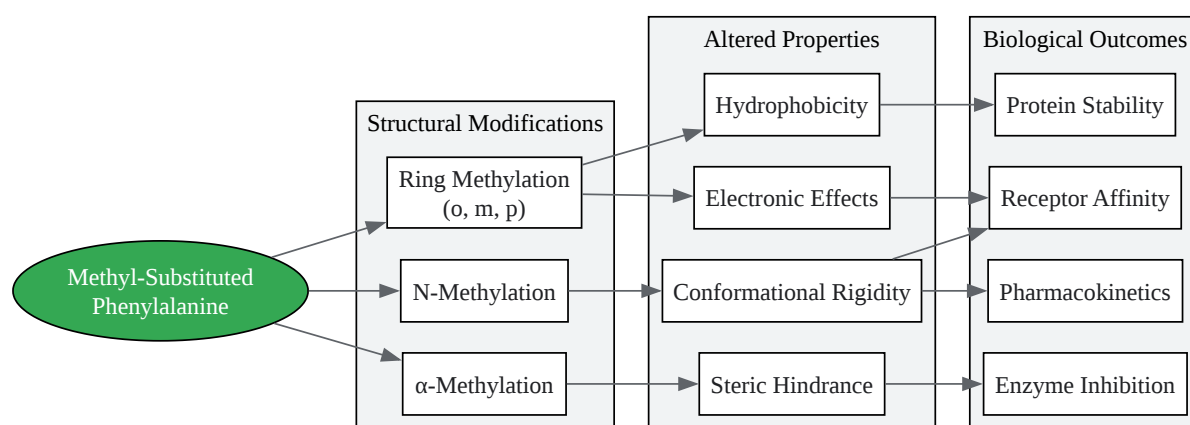 Methyl-Substituted
Phenylalanine
Structural Modifications
Ring Methylation
(o, m, p)
N-Methylation
α-Methylation
Altered Properties
Hydrophobicity
Electronic Effects
Conformational Rigidity
Steric Hindrance
Biological Outcomes
Protein Stability
Receptor Affinity
Pharmacokinetics
Enzyme Inhibition